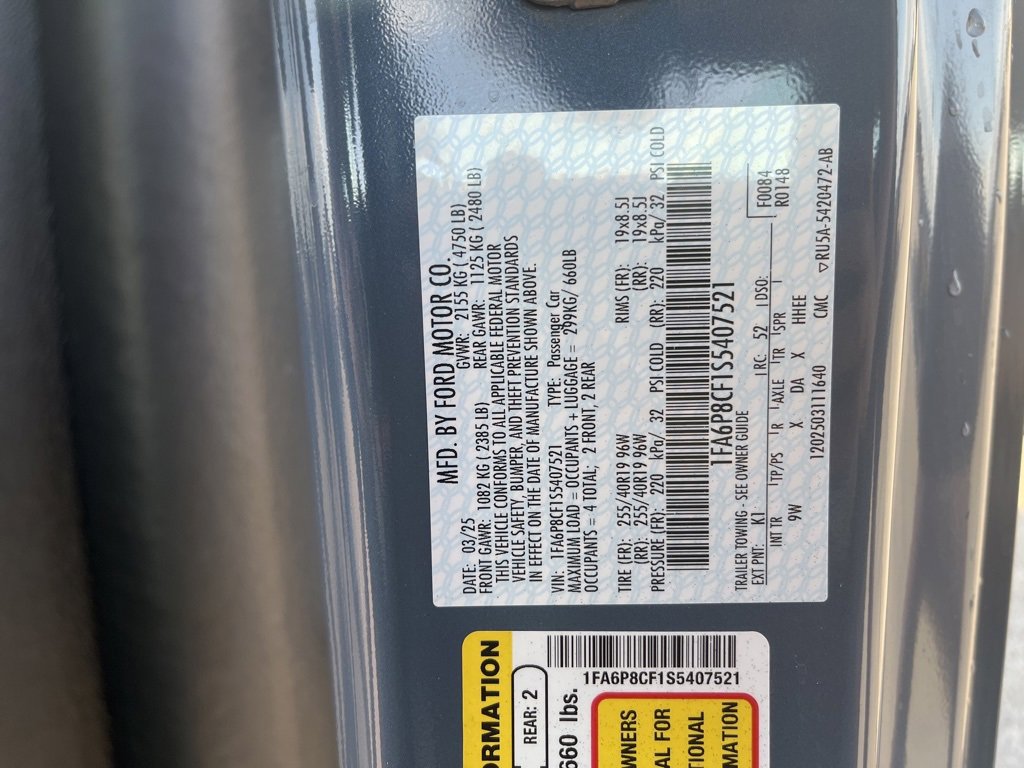 MFD. BY FORD MOTOR CO.
DATE: 03/25 GVWR: 2155 KG ( 4750 LB)
FRONT GAWR: 1082 KG ( 2385 LB) REAR GAWR: 1125 KG ( 2480 LB)
THIS VEHICLE CONFORMS TO ALL APPLICABLE FEDERAL MOTOR
VEHICLE SAFETY, BUMPER, AND THEFT PREVENTION STANDARDS
IN EFFECT ON THE DATE OF MANUFACTURE SHOWN ABOVE.
VIN: 1FA6P8CF1S5407521 TYPE: Passenger Car
MAXIMUM LOAD = OCCUPANTS + LUGGAGE = 299KG/ 660LB
OCCUPANTS = 4 TOTAL; 2 FRONT, 2 REAR
TIRE (FR): 255/40R19 96W RIMS (FR): 19x8.5J
(RR): 255/40R19 96W (RR): 19x8.5J
PRESSURE (FR): 220 kPa/ 32 PSI COLD (RR): 220 kPa/ 32 PSI COLD
1FA6P8CF1S5407521
TRAILER TOWING - SEE OWNER GUIDE F0084
EXT PNT: K1 RC: 52 DSO: R0148
INT TR TP/PS R AXLE TR SPR
9W X DA X HHEE
120250311 1640 CMC ▽RU5A-5420472-AB
ORMATION
REAR: 2
660 lbs.
1FA6P8CF1S5407521
WNERS
AL FOR
TIONAL
MATION